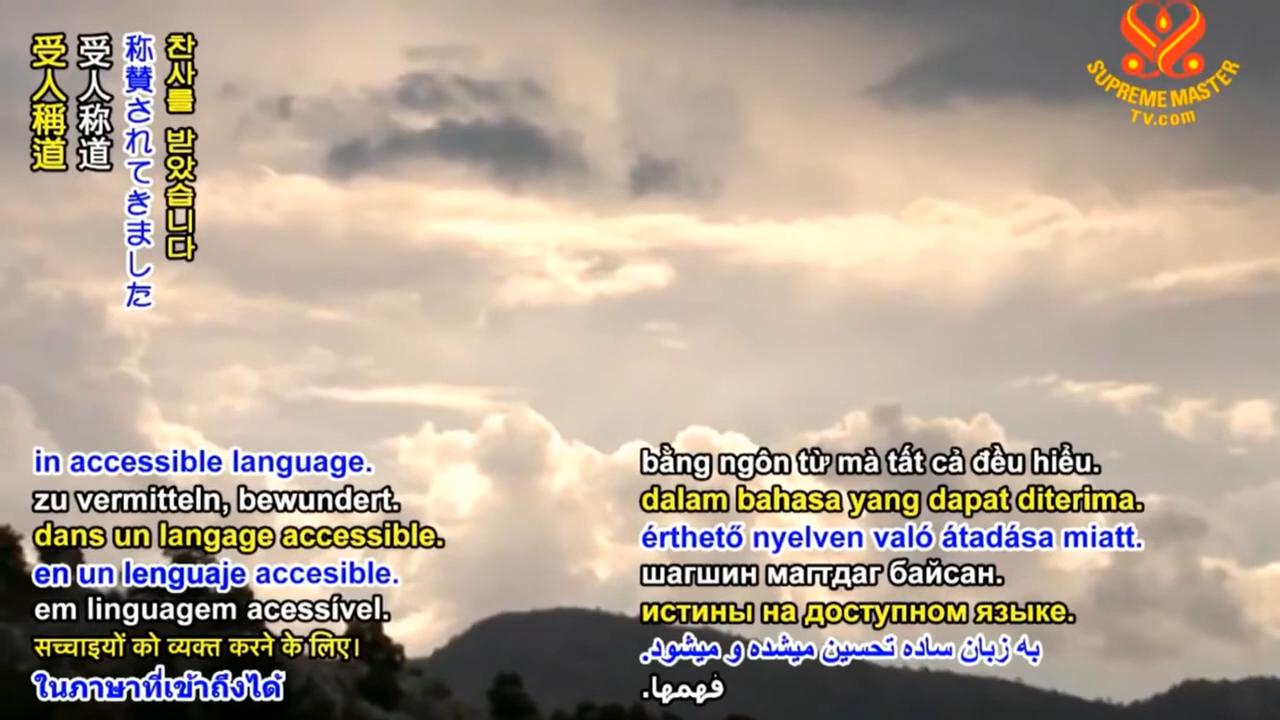 찬사를 받았습니다
称賛されてきました
受人称道
受人稱道
SUPREME MASTER
TV.com
in accessible language.
zu vermitteln, bewundert.
dans un langage accessible.
en un lenguaje accesible.
em linguagem acessível.
सच्चाइयों को व्यक्त करने के लिए।
ในภาษาที่เข้าถึงได้
bằng ngôn từ mà tất cả đều hiểu.
dalam bahasa yang dapat diterima.
érthető nyelven való átadása miatt.
шагшин магтдаг байсан.
истины на доступном языке.
به زبان ساده تحسین میشده و میشود.
فهمها.